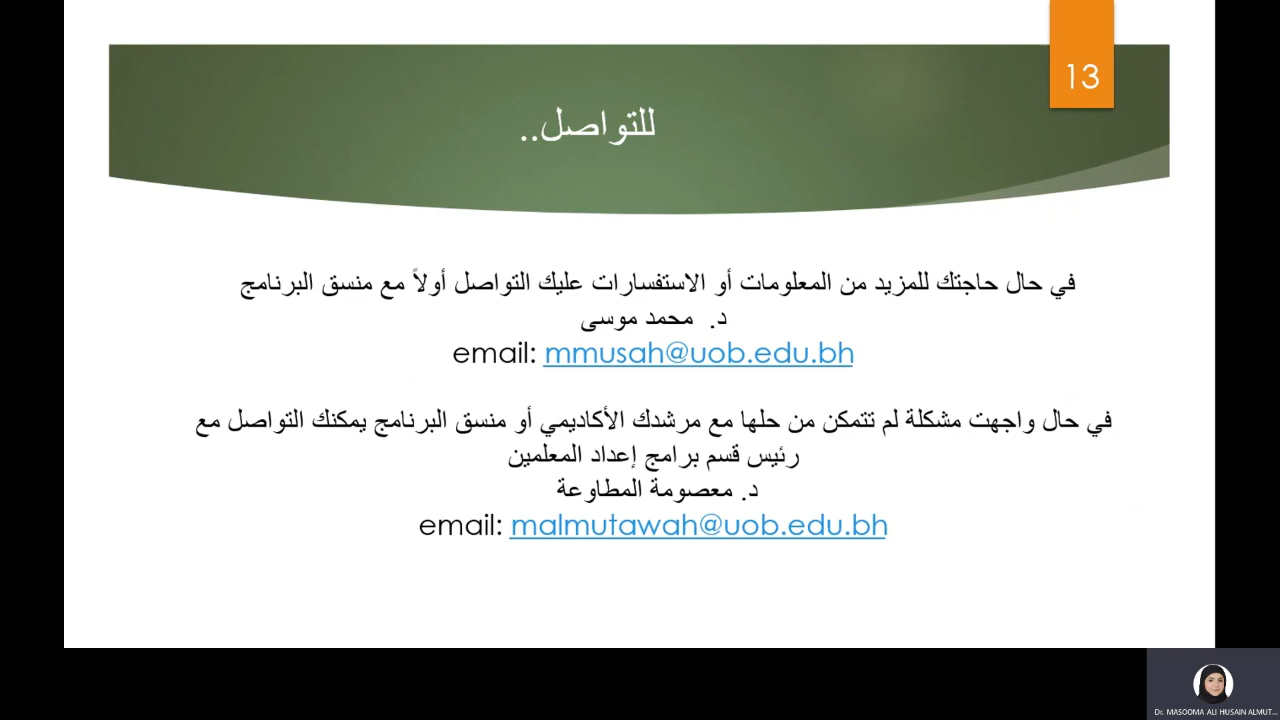 13
للتواصل..
في حال حاجتك للمزيد من المعلومات أو الاستفسارات عليك التواصل أولاً مع منسق البرنامج
د. محمد موسى
email: mmusah@uob.edu.bh
في حال واجهت مشكلة لم تتمكن من حلها مع مرشدك الأكاديمي أو منسق البرنامج يمكنك التواصل مع
رئيس قسم برامج إعداد المعلمين
د. معصومة المطاوعة
email: malmutawah@uob.edu.bh
Dr. MASOOMA ALI HUSAIN ALMUT...